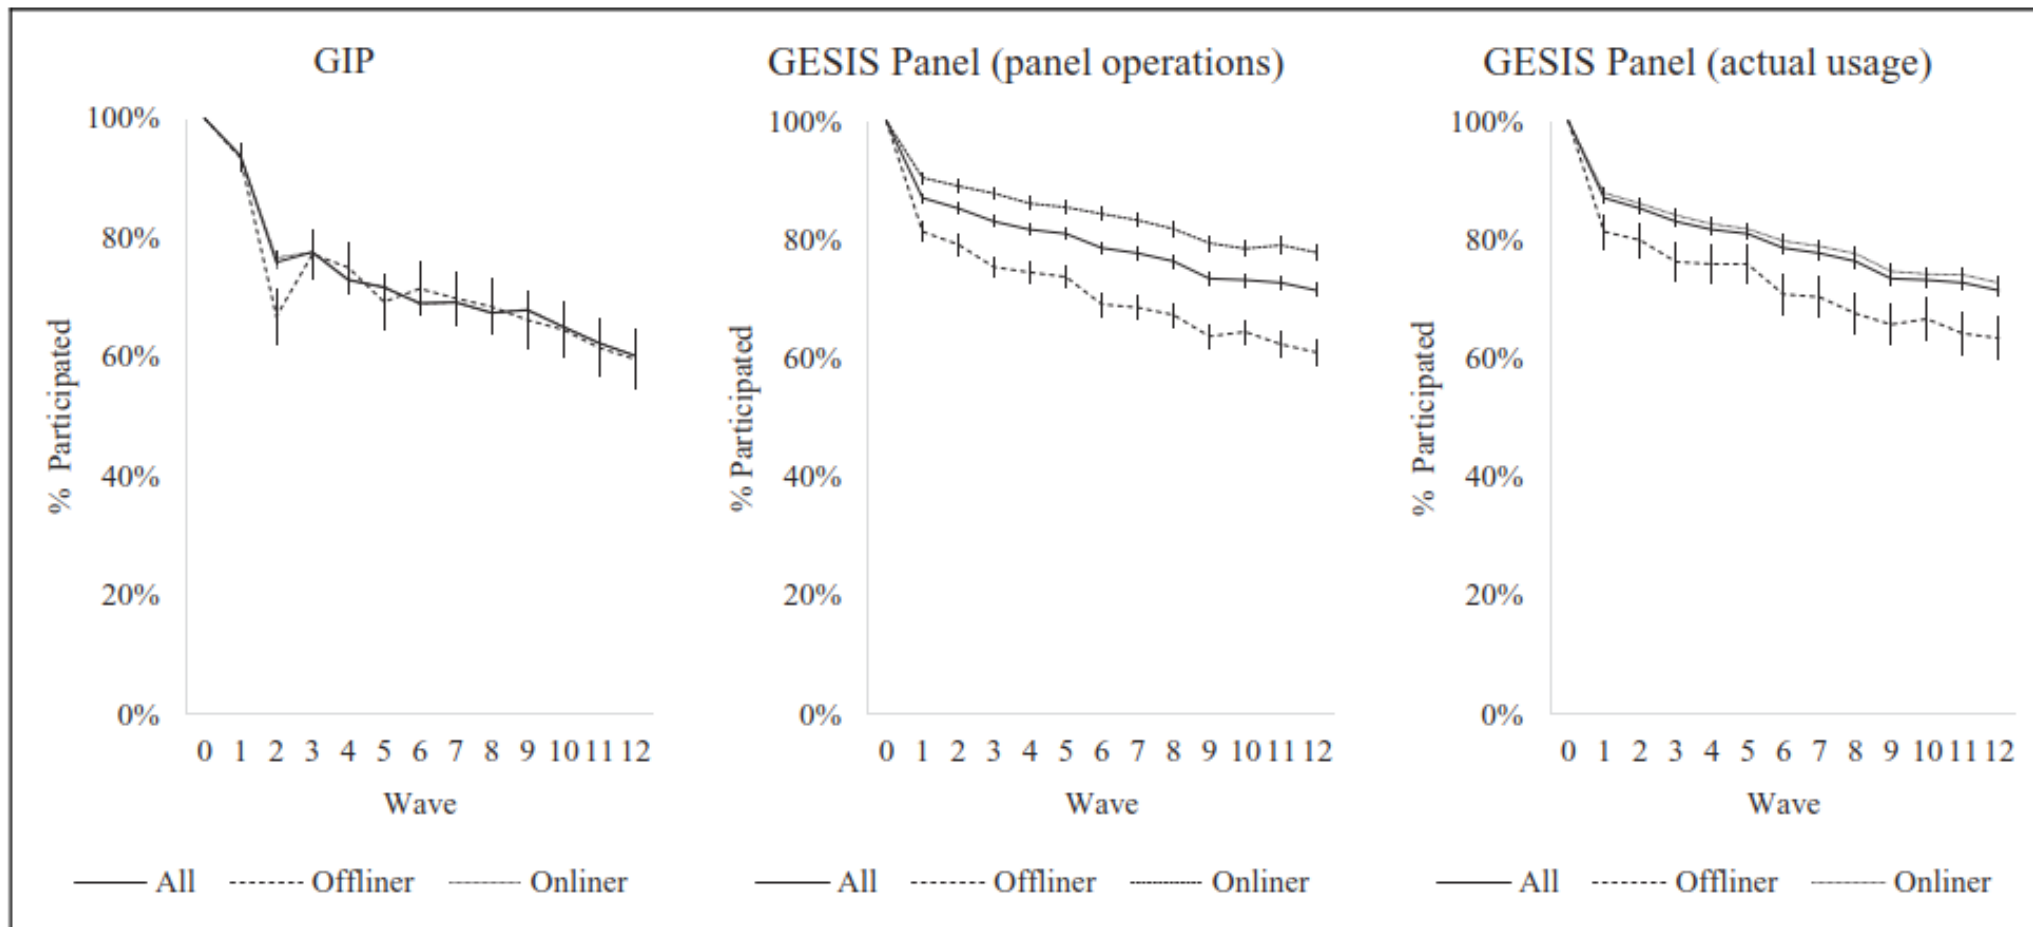 GIP
100%
80%
60%
40%
20%
0%
% Participated
0 1 2 3 4 5 6 7 8 9 10 11 12
Wave
All Offliner Onliner
GESIS Panel (panel operations)
100%
80%
60%
40%
20%
0%
% Participated
0 1 2 3 4 5 6 7 8 9 10 11 12
Wave
All Offliner Onliner
GESIS Panel (actual usage)
100%
80%
60%
40%
20%
0%
% Participated
0 1 2 3 4 5 6 7 8 9 10 11 12
Wave
All Offliner Onliner